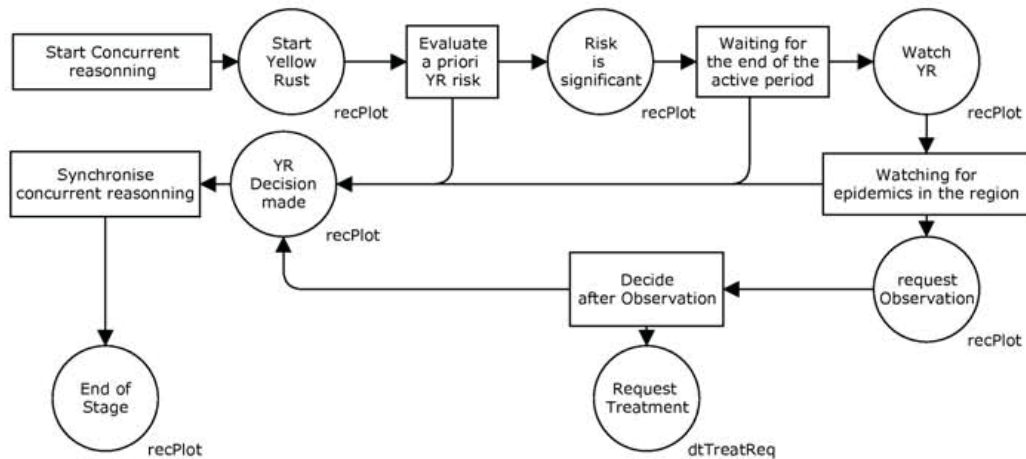 Start Concurrent
reasonning
Start
Yellow
Rust
recPlot
Evaluate
a priori
YR risk
Risk
is
significant
recPlot
Waiting for
the end of the
active period
Watch
YR
recPlot
Synchronise
concurrent reasonning
YR
Decision
made
recPlot
Watching for
epidemics in the region
Decide
after Observation
request
Observation
recPlot
End of
Stage
recPlot
Request
Treatment
dtTreatReq